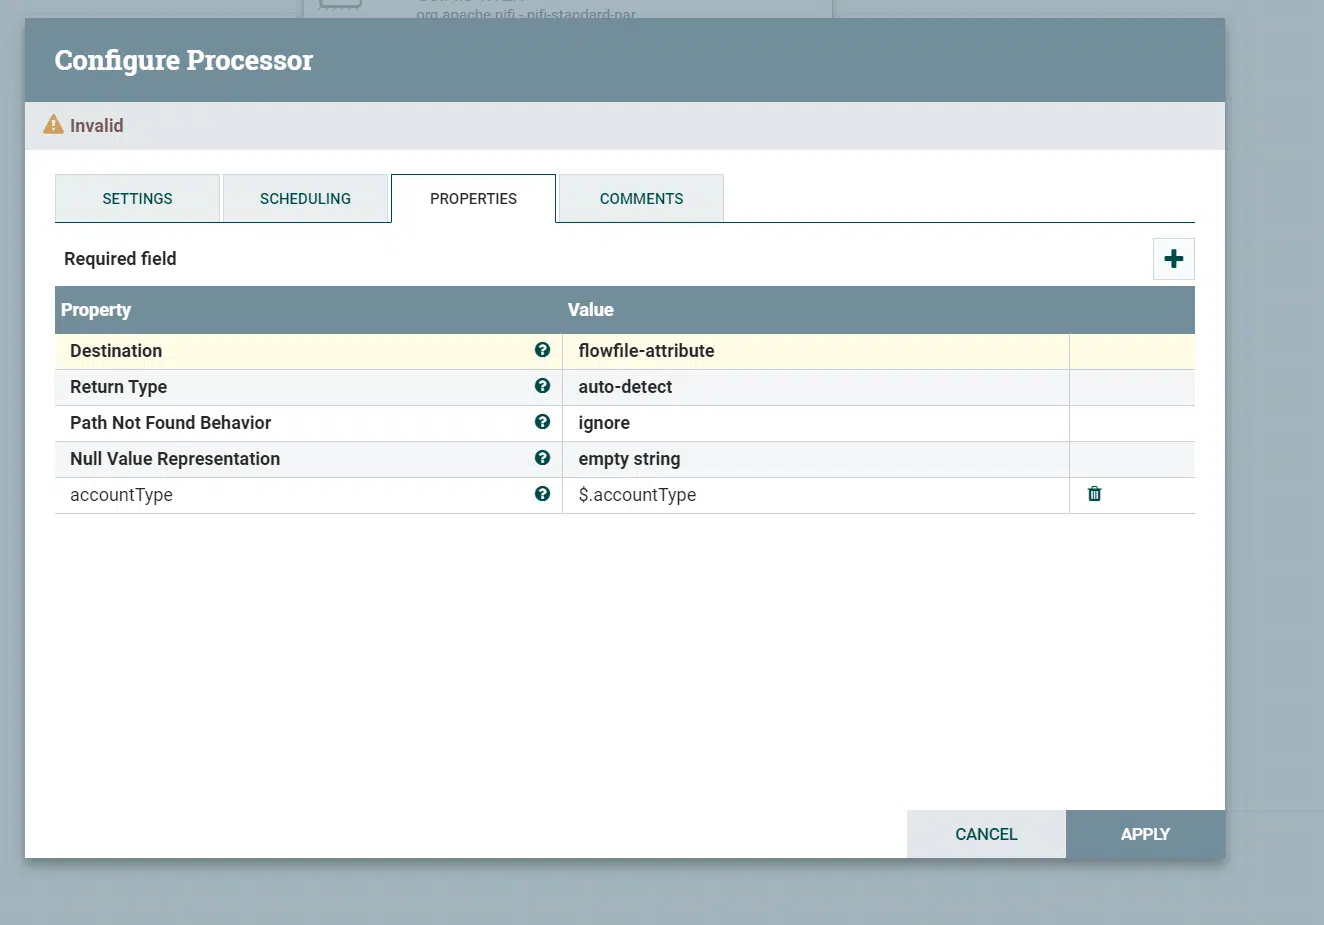 org.apache.nifi - nifi-standard-nar
Configure Processor
Invalid
SETTINGS SCHEDULING PROPERTIES COMMENTS
Required field
Property Value
Destination flowfile-attribute
Return Type auto-detect
Path Not Found Behavior ignore
Null Value Representation empty string
accountType $.accountType
CANCEL APPLY